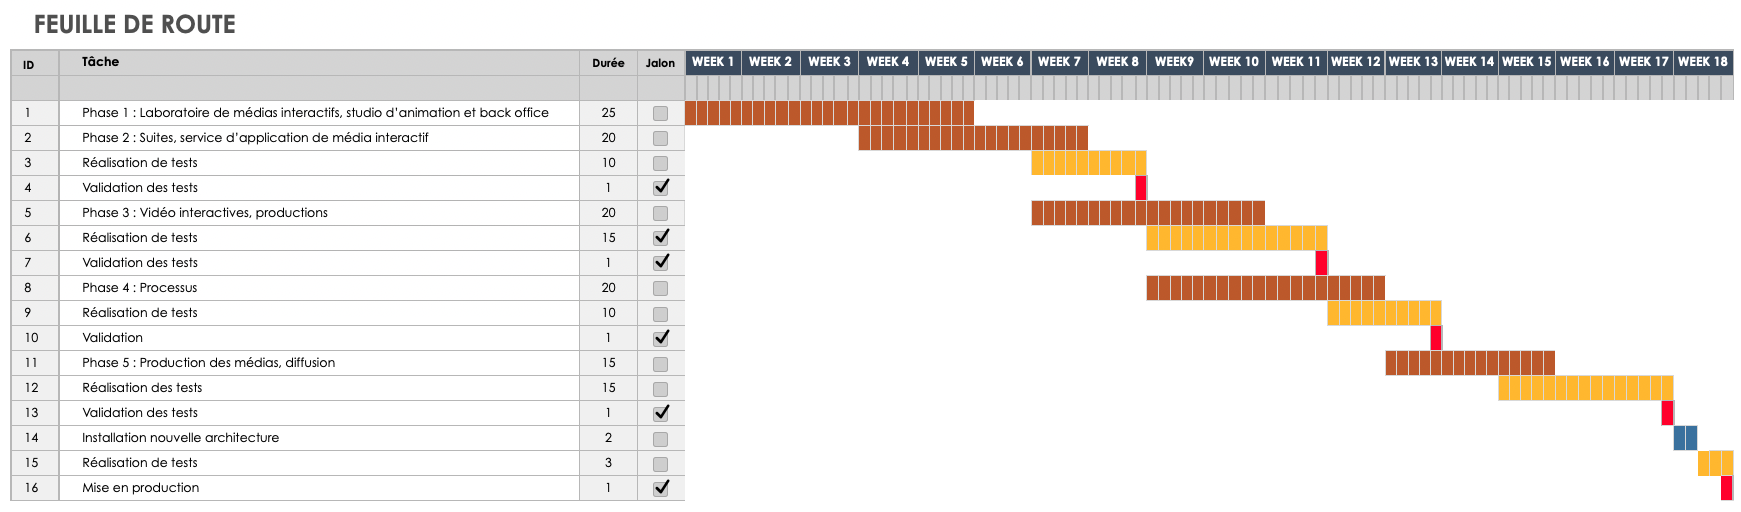 FEUILLE DE ROUTE
ID Tâche Durée Jalon WEEK 1 WEEK 2 WEEK 3 WEEK 4 WEEK 5 WEEK 6 WEEK 7 WEEK 8 WEEK9 WEEK 10 WEEK 11 WEEK 12 WEEK 13 WEEK 14 WEEK 15 WEEK 16 WEEK 17 WEEK 18
1 Phase 1 : Laboratoire de médias interactifs, studio d’animation et back office 25
2 Phase 2 : Suites, service d’application de média interactif 20
3 Réalisation de tests 10
4 Validation des tests 1
5 Phase 3 : Vidéo interactives, productions 20
6 Réalisation de tests 15
7 Validation des tests 1
8 Phase 4 : Processus 20
9 Réalisation de tests 10
10 Validation 1
11 Phase 5 : Production des médias, diffusion 15
12 Réalisation des tests 15
13 Validation des tests 1
14 Installation nouvelle architecture 2
15 Réalisation de tests 3
16 Mise en production 1